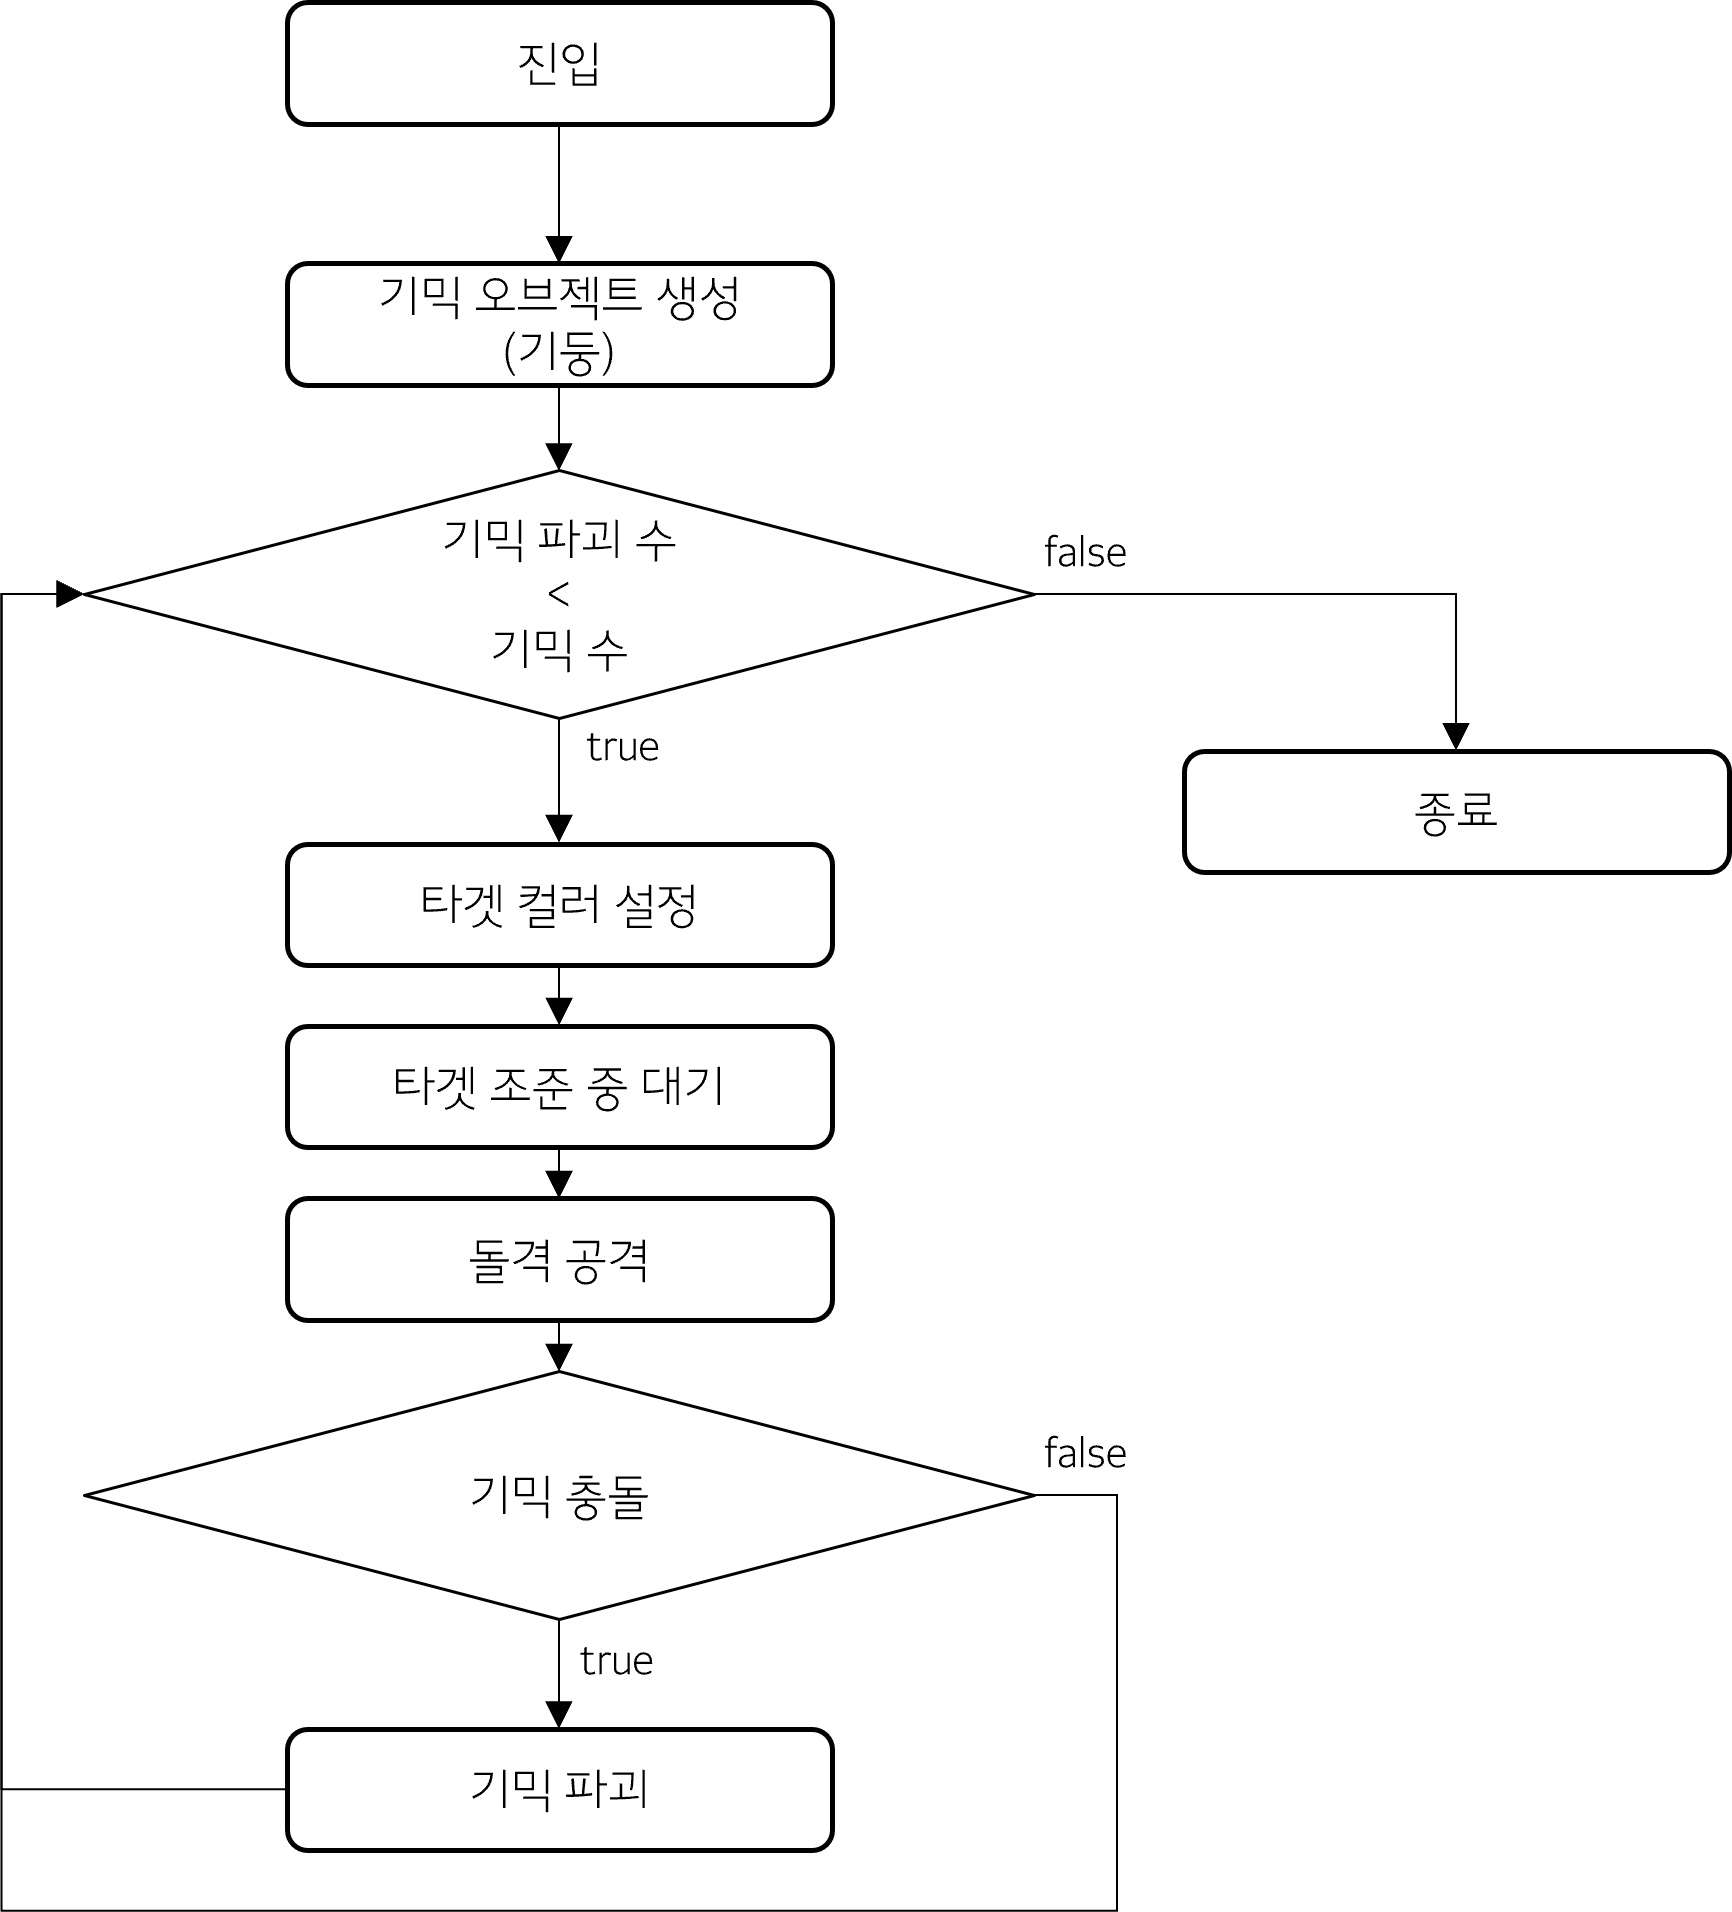 진입
기믹 오브젝트 생성
(기둥)
기믹 파괴 수
<
기믹 수
false
true
종료
타겟 컬러 설정
타겟 조준 중 대기
돌격 공격
기믹 충돌
false
true
기믹 파괴